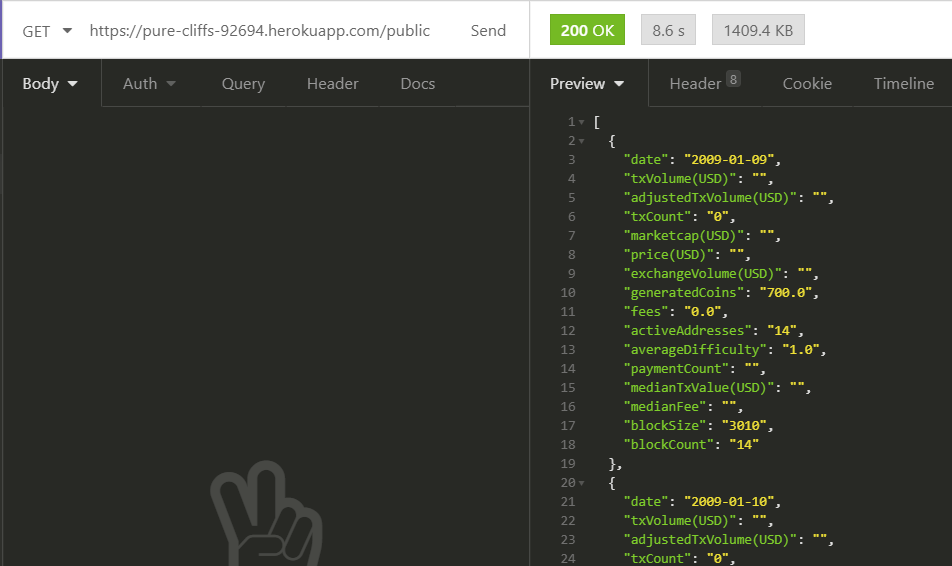 GET https://pure-cliffs-92694.herokuapp.com/public Send 200 OK 8.6 s 1409.4 KB
Body Auth Query Header Docs Preview Header 8 Cookie Timeline
1 [
2 {
3 "date": "2009-01-09",
4 "txVolume(USD)": "",
5 "adjustedTxVolume(USD)": "",
6 "txCount": "0",
7 "marketcap(USD)": "",
8 "price(USD)": "",
9 "exchangeVolume(USD)": "",
10 "generatedCoins": "700.0",
11 "fees": "0.0",
12 "activeAddresses": "14",
13 "averageDifficulty": "1.0",
14 "paymentCount": "",
15 "medianTxValue(USD)": "",
16 "medianFee": "",
17 "blockSize": "3010",
18 "blockCount": "14"
19 },
20 {
21 "date": "2009-01-10",
22 "txVolume(USD)": "",
23 "adjustedTxVolume(USD)": "",
24 "txCount": "0",